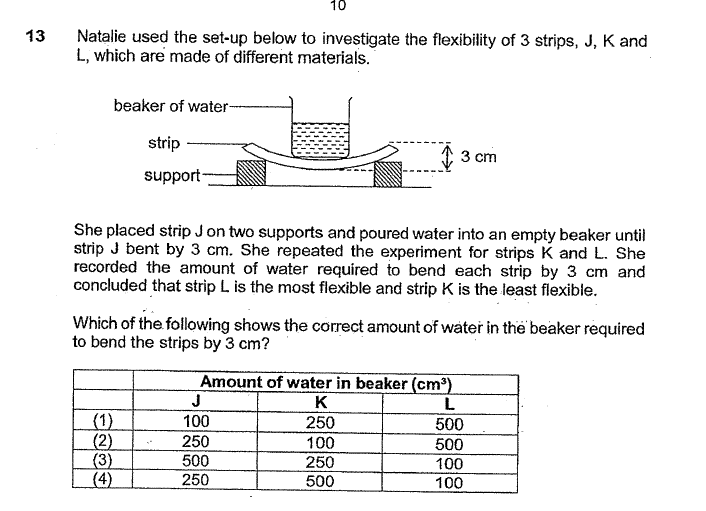 10
13 Natalie used the set-up below to investigate the flexibility of 3 strips, J, K and
L, which are made of different materials.
beaker of water
strip
3 cm
support
She placed strip J on two supports and poured water into an empty beaker until
strip J bent by 3 cm. She repeated the experiment for strips K and L. She
recorded the amount of water required to bend each strip by 3 cm and
concluded that strip L is the most flexible and strip K is the least flexible.
Which of the following shows the correct amount of water in the beaker required
to bend the strips by 3 cm?
Amount of water in beaker (cm³)
J K L
(1) 100 250 500
(2) 250 100 500
(3) 500 250 100
(4) 250 500 100